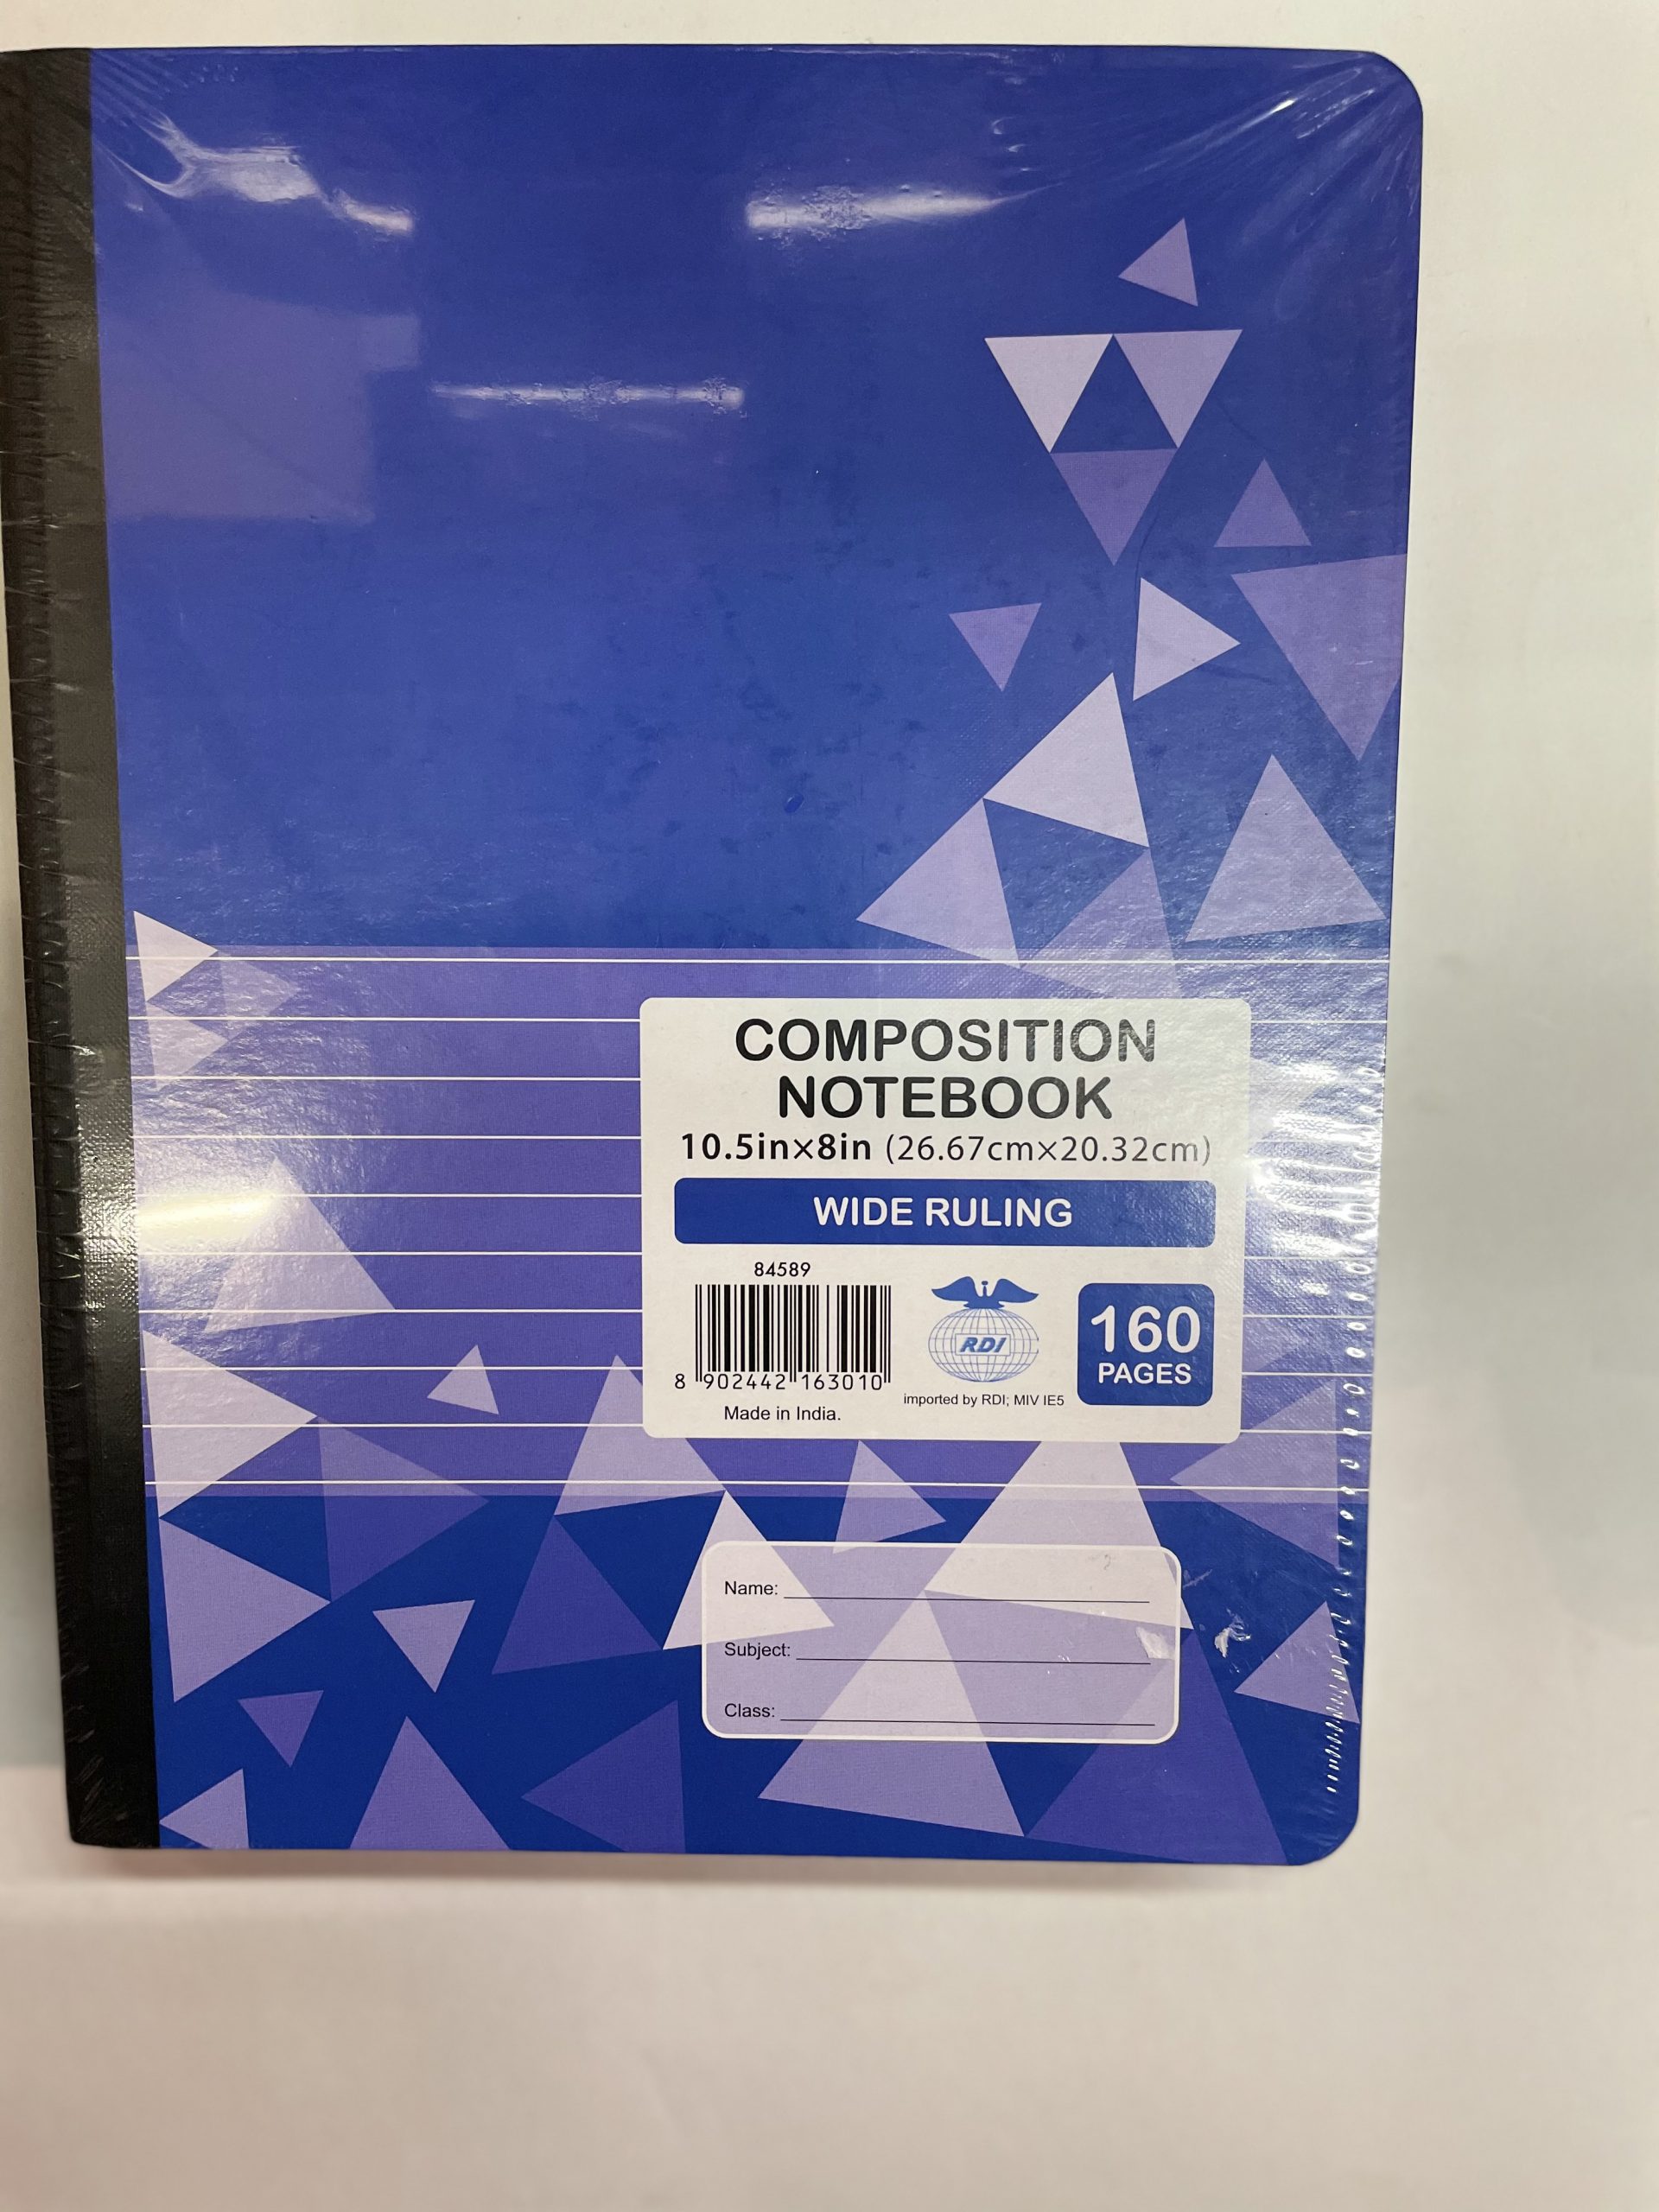 COMPOSITION
NOTEBOOK
10.5in×8in (26.67cm×20.32cm)
WIDE RULING
84589
8 902442 163010
Made in India.
RDI
imported by RDI; MIV IE5
160
PAGES
Name:
Subject:
Class: